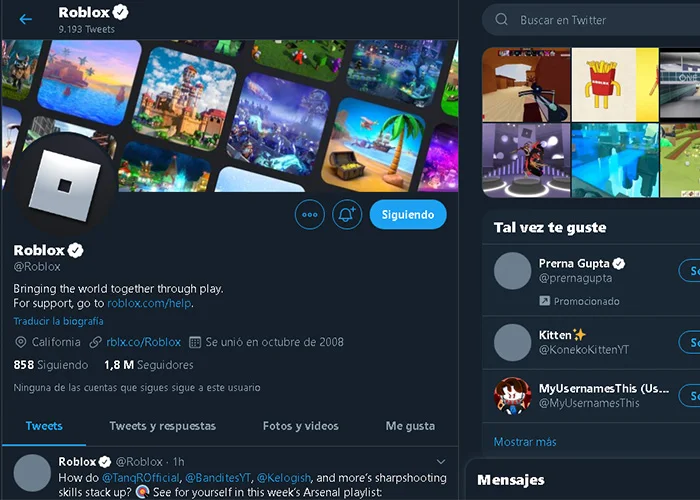 Roblox
9.193 Tweets
Buscar en Twitter
Siguiendo
Roblox
@Roblox
Bringing the world together through play.
For support, go to roblox.com/help.
Traducir la biografía
California rblx.co/Roblox Se unió en octubre de 2008
858 Siguiendo 1,8 M Seguidores
Ninguna de las cuentas que sigues sigue a este usuario
Tweets Tweets y respuestas Fotos y videos Me gusta
Roblox @Roblox · 1h
How do @TanqROfficial, @BanditesYT, @Kelogish, and more's sharpshooting
skills stack up? See for yourself in this week's Arsenal playlist:
Tal vez te guste
Prerna Gupta
@prernagupta
Promocionado
Kitten
@KonekoKittenYT
MyUsernamesThis (Us...
@MyUsernamesThis
Mostrar más
Mensajes